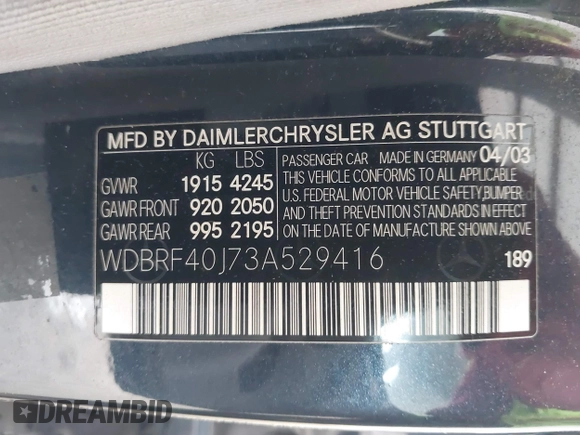 MFD BY DAIMLERCHRYSLER AG STUTTGART
KG LBS
GVWR 1915 4245
GAWR FRONT 920 2050
GAWR REAR 995 2195
PASSENGER CAR MADE IN GERMANY 04/03
THIS VEHICLE CONFORMS TO ALL APPLICABLE
U.S. FEDERAL MOTOR VEHICLE SAFETY,BUMPER
AND THEFT PREVENTION STANDARDS IN EFFECT
ON THE DATE OF MANUFACTURE SHOWN ABOVE
WDBRF40J73A529416
189
DREAMBID